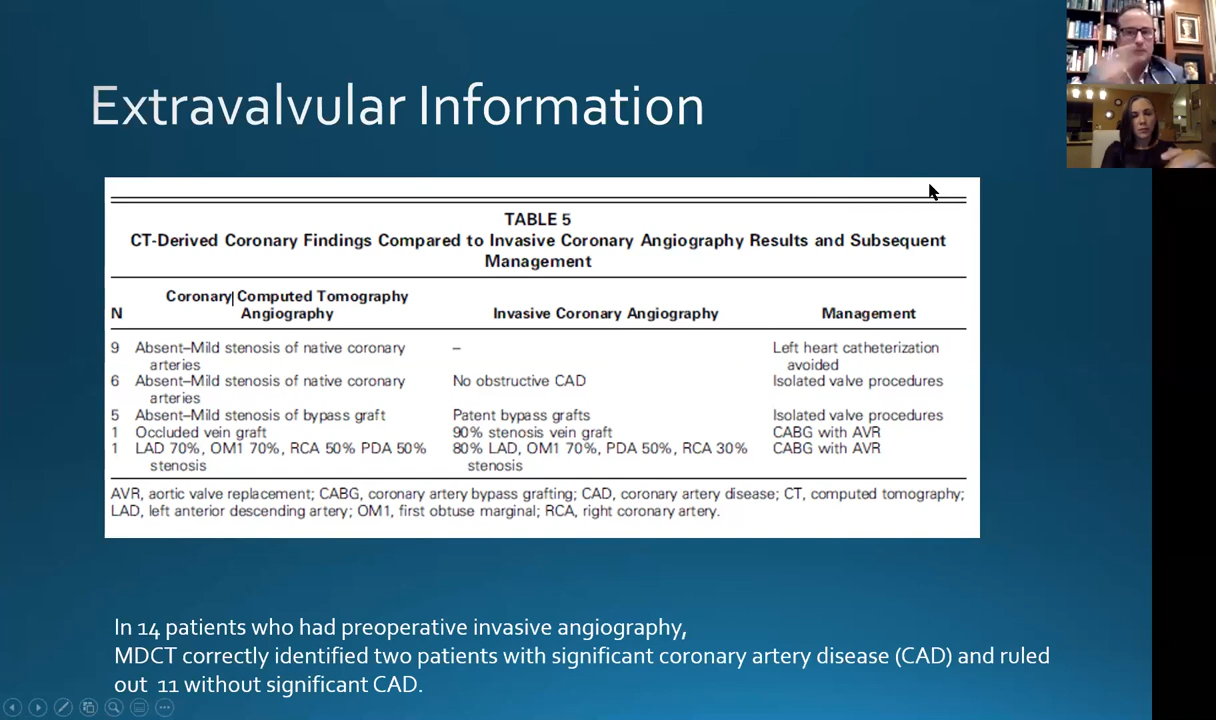 Extravalvular Information
TABLE 5
CT-Derived Coronary Findings Compared to Invasive Coronary Angiography Results and Subsequent
Management
N
Coronary Computed Tomography
Angiography
Invasive Coronary Angiography
Management
9 Absent–Mild stenosis of native coronary
arteries
–
Left heart catheterization
avoided
6 Absent–Mild stenosis of native coronary
arteries
No obstructive CAD
Isolated valve procedures
5 Absent–Mild stenosis of bypass graft
Patent bypass grafts
Isolated valve procedures
1 Occluded vein graft
90% stenosis vein graft
CABG with AVR
1 LAD 70%, OM1 70%, RCA 50% PDA 50%
stenosis
80% LAD, OM1 70%, PDA 50%, RCA 30%
stenosis
CABG with AVR
AVR, aortic valve replacement; CABG, coronary artery bypass grafting; CAD, coronary artery disease; CT, computed tomography;
LAD, left anterior descending artery; OM1, first obtuse marginal; RCA, right coronary artery.
In 14 patients who had preoperative invasive angiography,
MDCT correctly identified two patients with significant coronary artery disease (CAD) and ruled
out 11 without significant CAD.